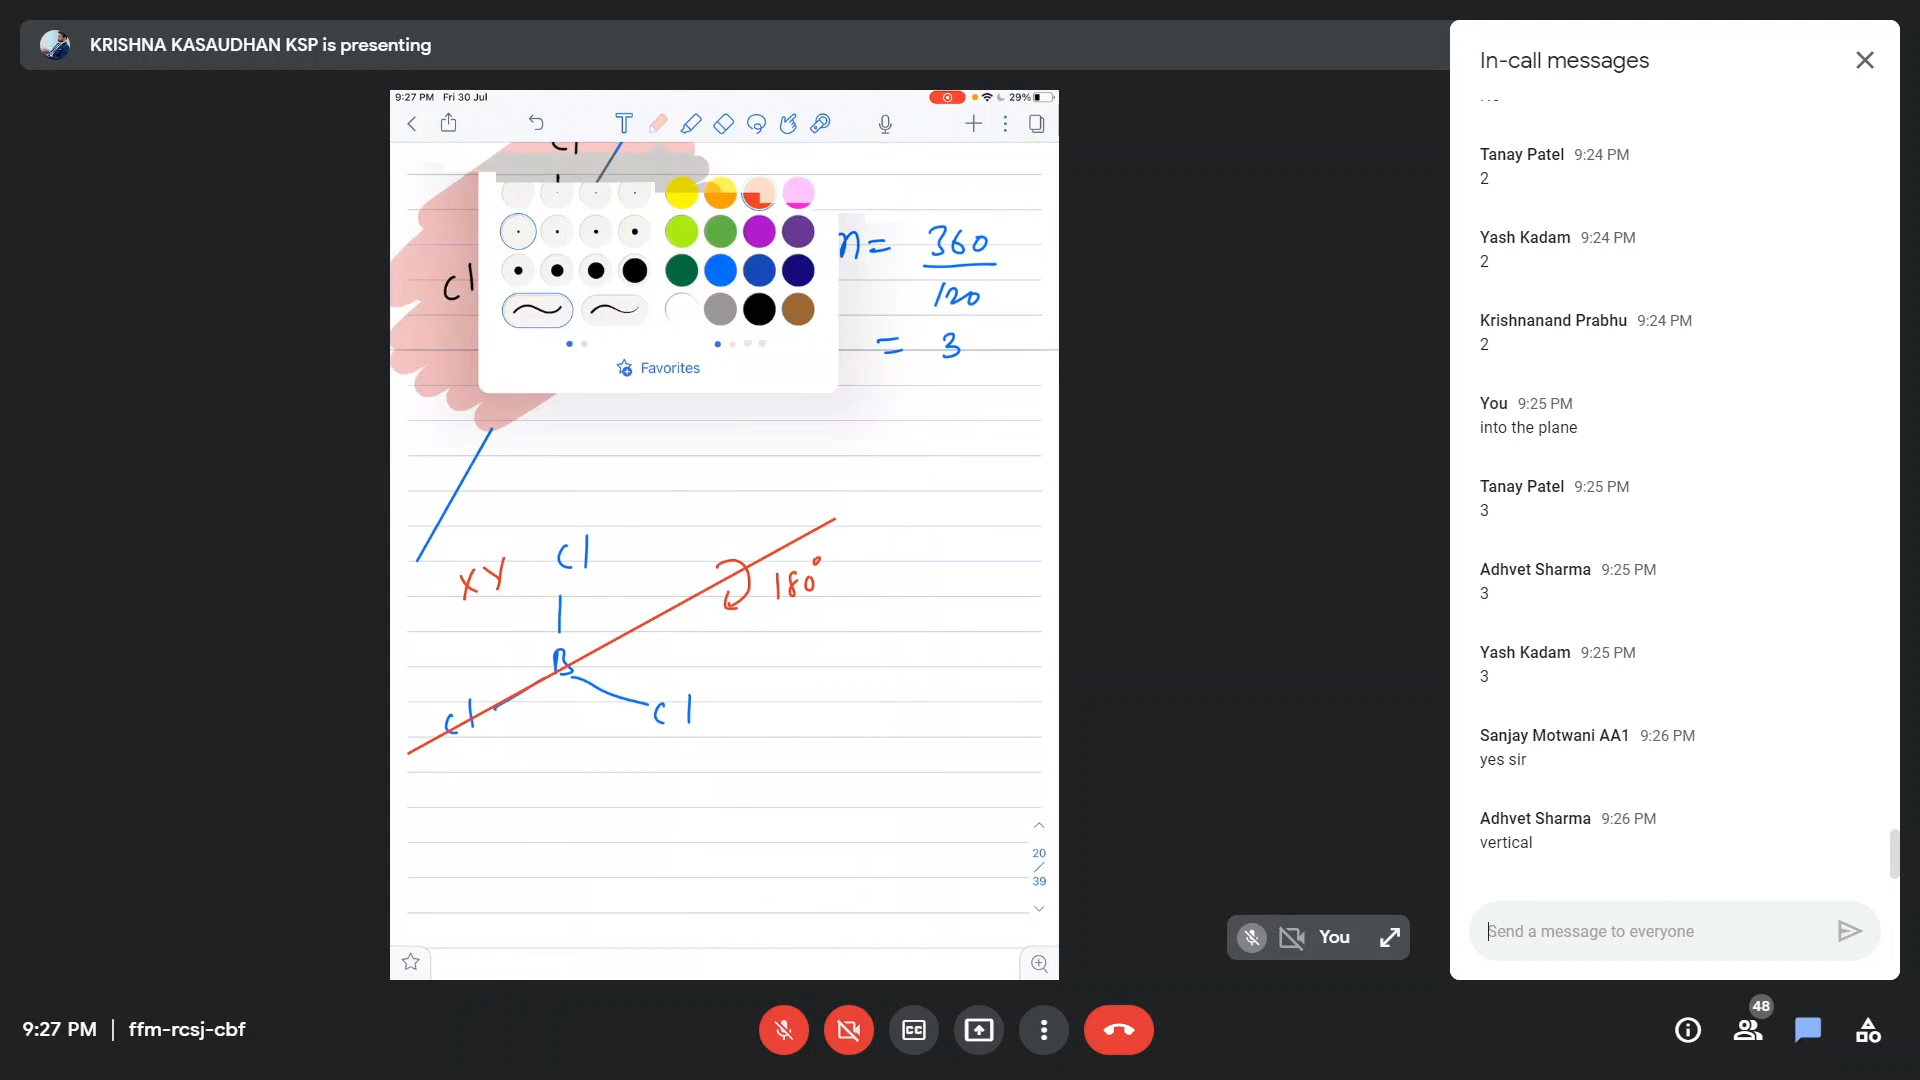 KRISHNA KASAUDHAN KSP is presenting
9:27 PM Fri 30 Jul
29%
Cl
Cl
n = 360
120
= 3
Favorites
XY
Cl
180°
B
Cl
Cl
20
39
You
In-call messages
Tanay Patel 9:24 PM
2
Yash Kadam 9:24 PM
2
Krishnanand Prabhu 9:24 PM
2
You 9:25 PM
into the plane
Tanay Patel 9:25 PM
3
Adhvet Sharma 9:25 PM
3
Yash Kadam 9:25 PM
3
Sanjay Motwani AA1 9:26 PM
yes sir
Adhvet Sharma 9:26 PM
vertical
Send a message to everyone
9:27 PM | ffm-rcsj-cbf
CC
48